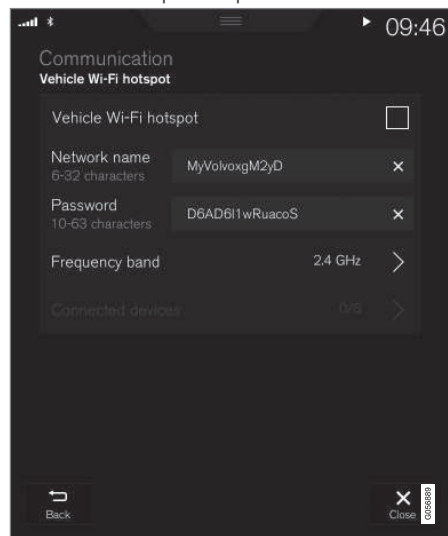 09:46
Communication
Vehicle Wi-Fi hotspot
Vehicle Wi-Fi hotspot
Network name
6-32 characters
MyVolvoxgM2yD
Password
10-63 characters
D6AD6l1wRuacoS
Frequency band
2.4 GHz
Connected devices
0/8
Back
Close
G056889